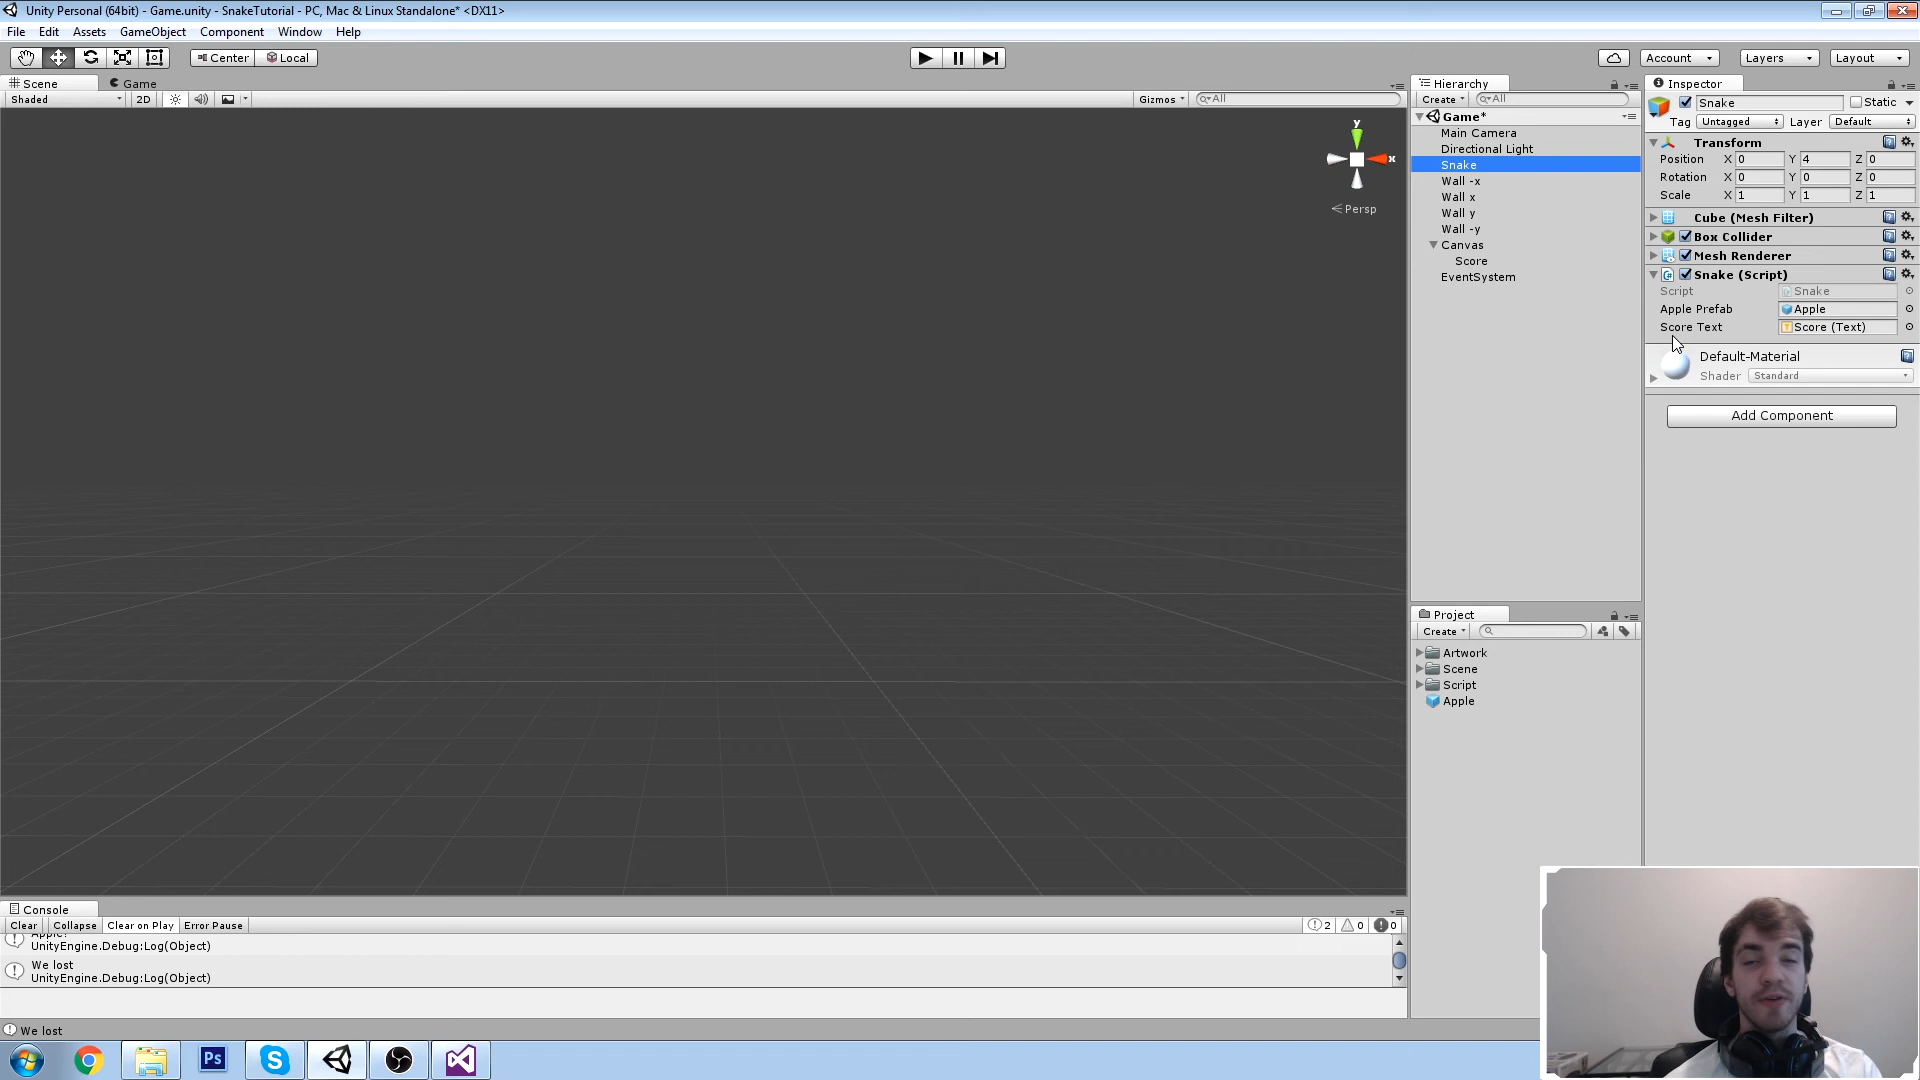 Unity Personal (64bit) - Game.unity - SnakeTutorial - PC, Mac & Linux Standalone* <DX11>
File Edit Assets GameObject Component Window Help
Center Local Account Layers Layout
Scene Game
Shaded 2D Gizmos All
y
x
Persp
Hierarchy
Create All
Game*
Main Camera
Directional Light
Snake
Wall -x
Wall x
Wall y
Wall -y
Canvas
Score
EventSystem
Project
Create
Artwork
Scene
Script
Apple
Inspector
Snake Static
Tag Untagged Layer Default
Transform
Position X 0 Y 4 Z 0
Rotation X 0 Y 0 Z 0
Scale X 1 Y 1 Z 1
Cube (Mesh Filter)
Box Collider
Mesh Renderer
Snake (Script)
Script Snake
Apple Prefab Apple
Score Text Score (Text)
Default-Material
Shader Standard
Add Component
Console
Clear Collapse Clear on Play Error Pause 2 0 0
Apple!
UnityEngine.Debug:Log(Object)
We lost
UnityEngine.Debug:Log(Object)
We lost
Ps